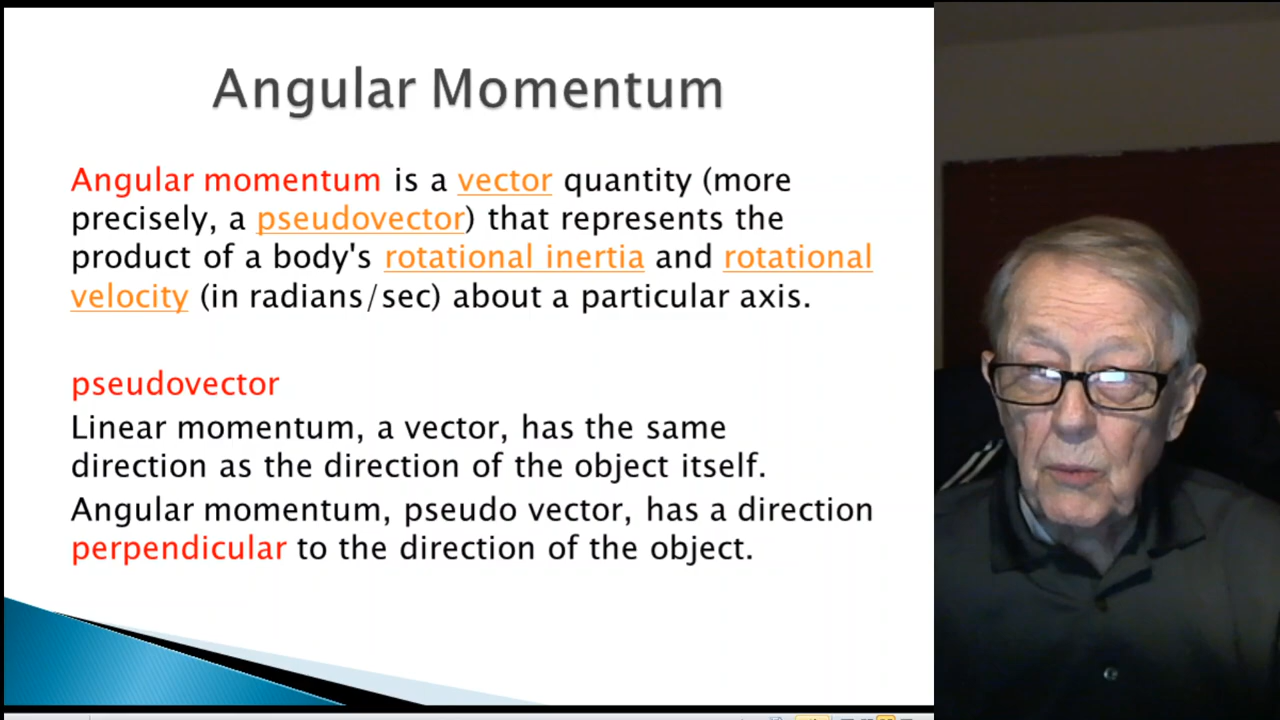 Angular Momentum
Angular momentum is a vector quantity (more
precisely, a pseudovector) that represents the
product of a body's rotational inertia and rotational
velocity (in radians/sec) about a particular axis.
pseudovector
Linear momentum, a vector, has the same
direction as the direction of the object itself.
Angular momentum, pseudo vector, has a direction
perpendicular to the direction of the object.